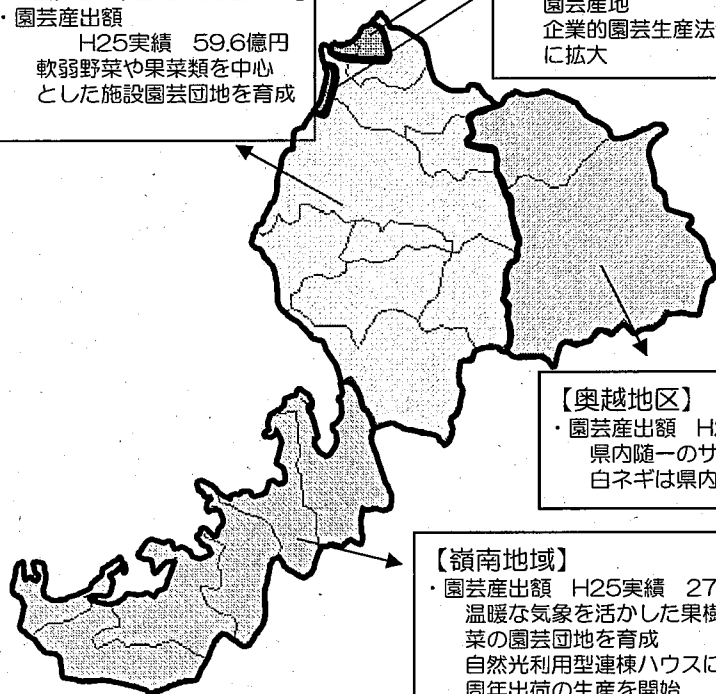 ・園芸産出額
H25実績 59.6億円
軟弱野菜や果菜類を中心
とした施設園芸団地を育成
園芸産地
企業的園芸生産法
に拡大
【奥越地区】
・園芸産出額 H2
県内随一のサ
白ネギは県内
【嶺南地域】
・園芸産出額 H25実績 27
温暖な気象を活かした果樹
菜の園芸団地を育成
自然光利用型連棟ハウスに
周年出荷の生産を開始